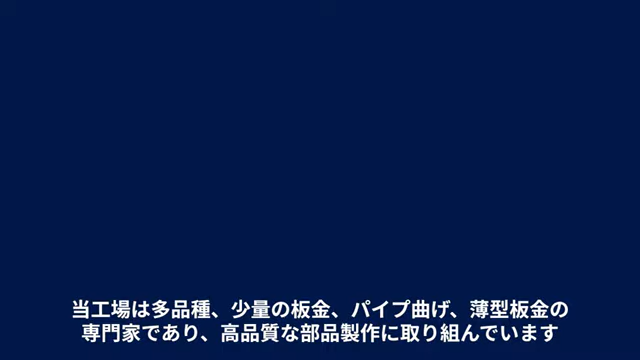 当工場は多品種、少量の板金、パイプ曲げ、薄型板金の
専門家であり、高品質な部品製作に取り組んでいます